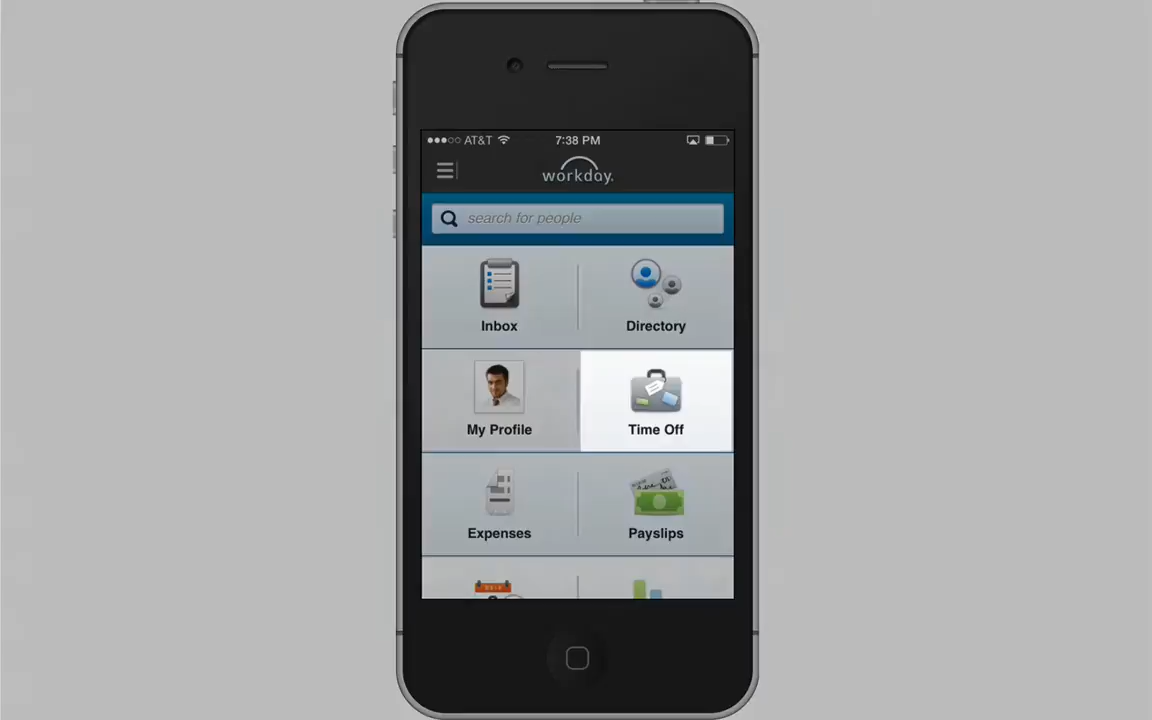 AT&T 7:38 PM
workday.
search for people
Inbox Directory
My Profile Time Off
Expenses Payslips